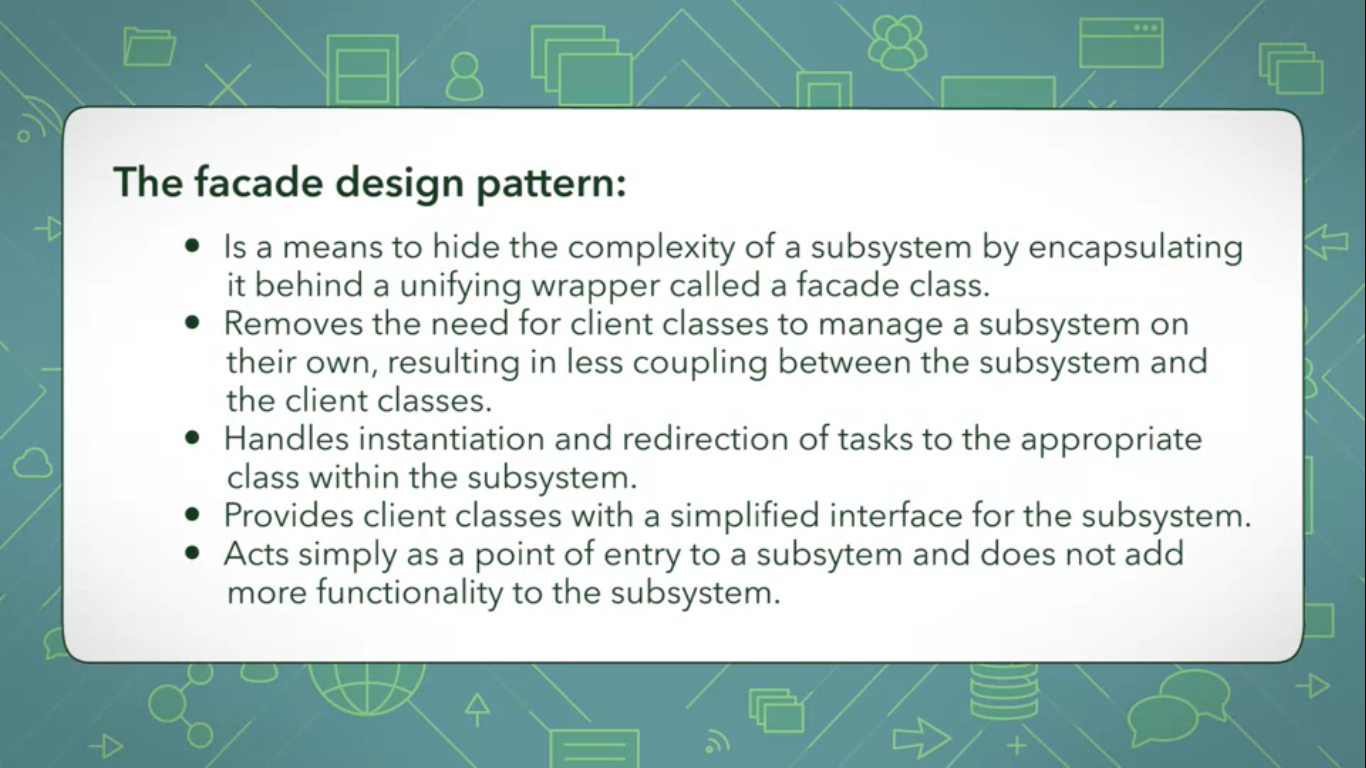 The facade design pattern:
● Is a means to hide the complexity of a subsystem by encapsulating
it behind a unifying wrapper called a facade class.
● Removes the need for client classes to manage a subsystem on
their own, resulting in less coupling between the subsystem and
the client classes.
● Handles instantiation and redirection of tasks to the appropriate
class within the subsystem.
● Provides client classes with a simplified interface for the subsystem.
● Acts simply as a point of entry to a subsytem and does not add
more functionality to the subsystem.